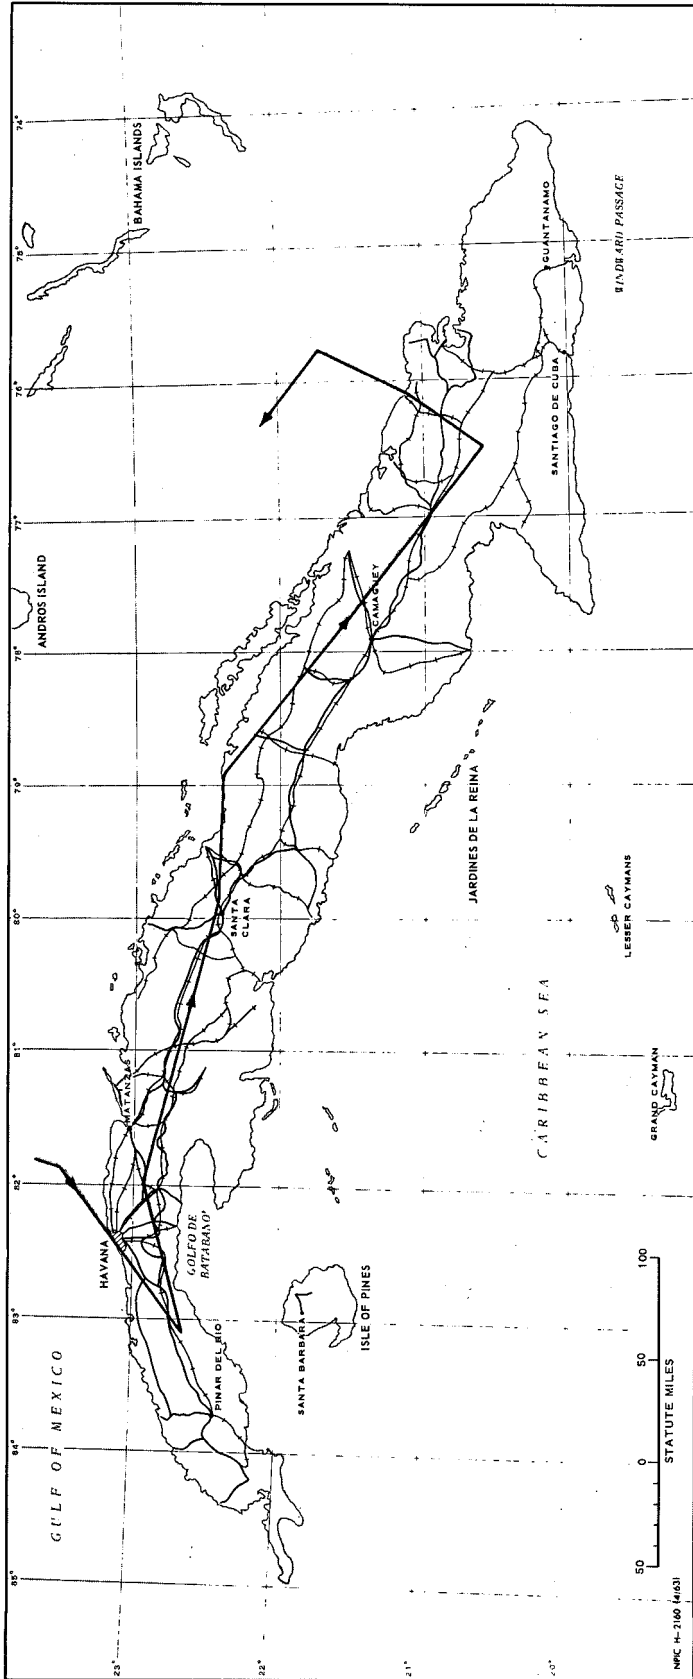 85°
84°
83°
82°
81°
80°
79°
78°
77°
76°
75°
74°
23°
22°
21°
20°
GULF OF MEXICO
HAVANA
MATANZAS
PINAR DEL RIO
GOLFO DE
BATABANO
SANTA BARBARA
ISLE OF PINES
SANTA
CLARA
ANDROS ISLAND
BAHAMA ISLANDS
CAMAGUEY
JARDINES DE LA REINA
CARIBBEAN SEA
GRAND CAYMAN
LESSER CAYMANS
SANTIAGO DE CUBA
GUANTANAMO
WINDWARD PASSAGE
50 0 50 100
STATUTE MILES
NPIC H-2160 (4/63)